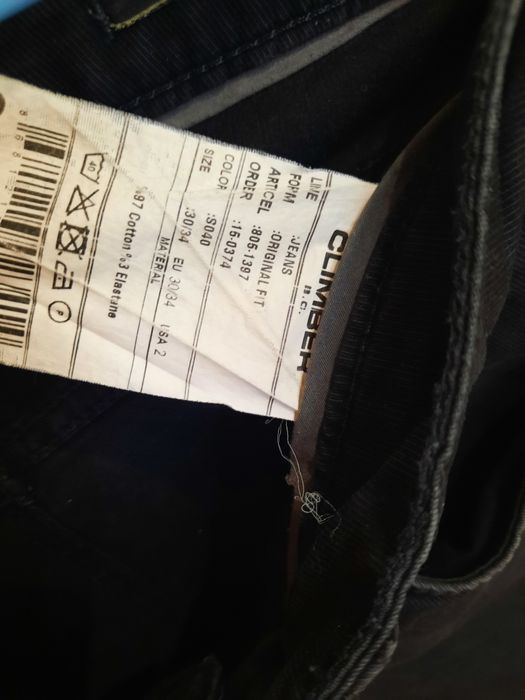 CLIMBER
B.C.
LINE :JEANS
FORM :ORIGINAL FIT
ARTICEL :806-1397
ORDER :16-0374
COLOR :S040
SIZE :30/34 EU 30/34 USA 2
MATERIAL
%97 Cotton %3 Elastane
40
P